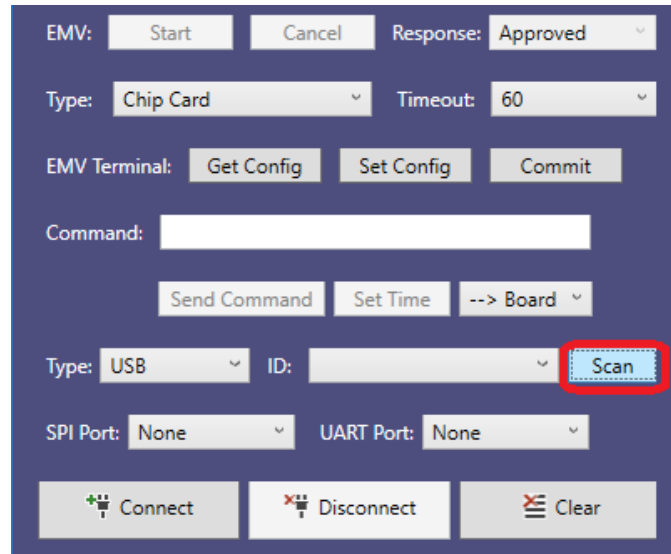 EMV: Start Cancel Response: Approved
Type: Chip Card Timeout: 60
EMV Terminal: Get Config Set Config Commit
Command:
Send Command Set Time --> Board
Type: USB ID: Scan
SPI Port: None UART Port: None
Connect Disconnect Clear